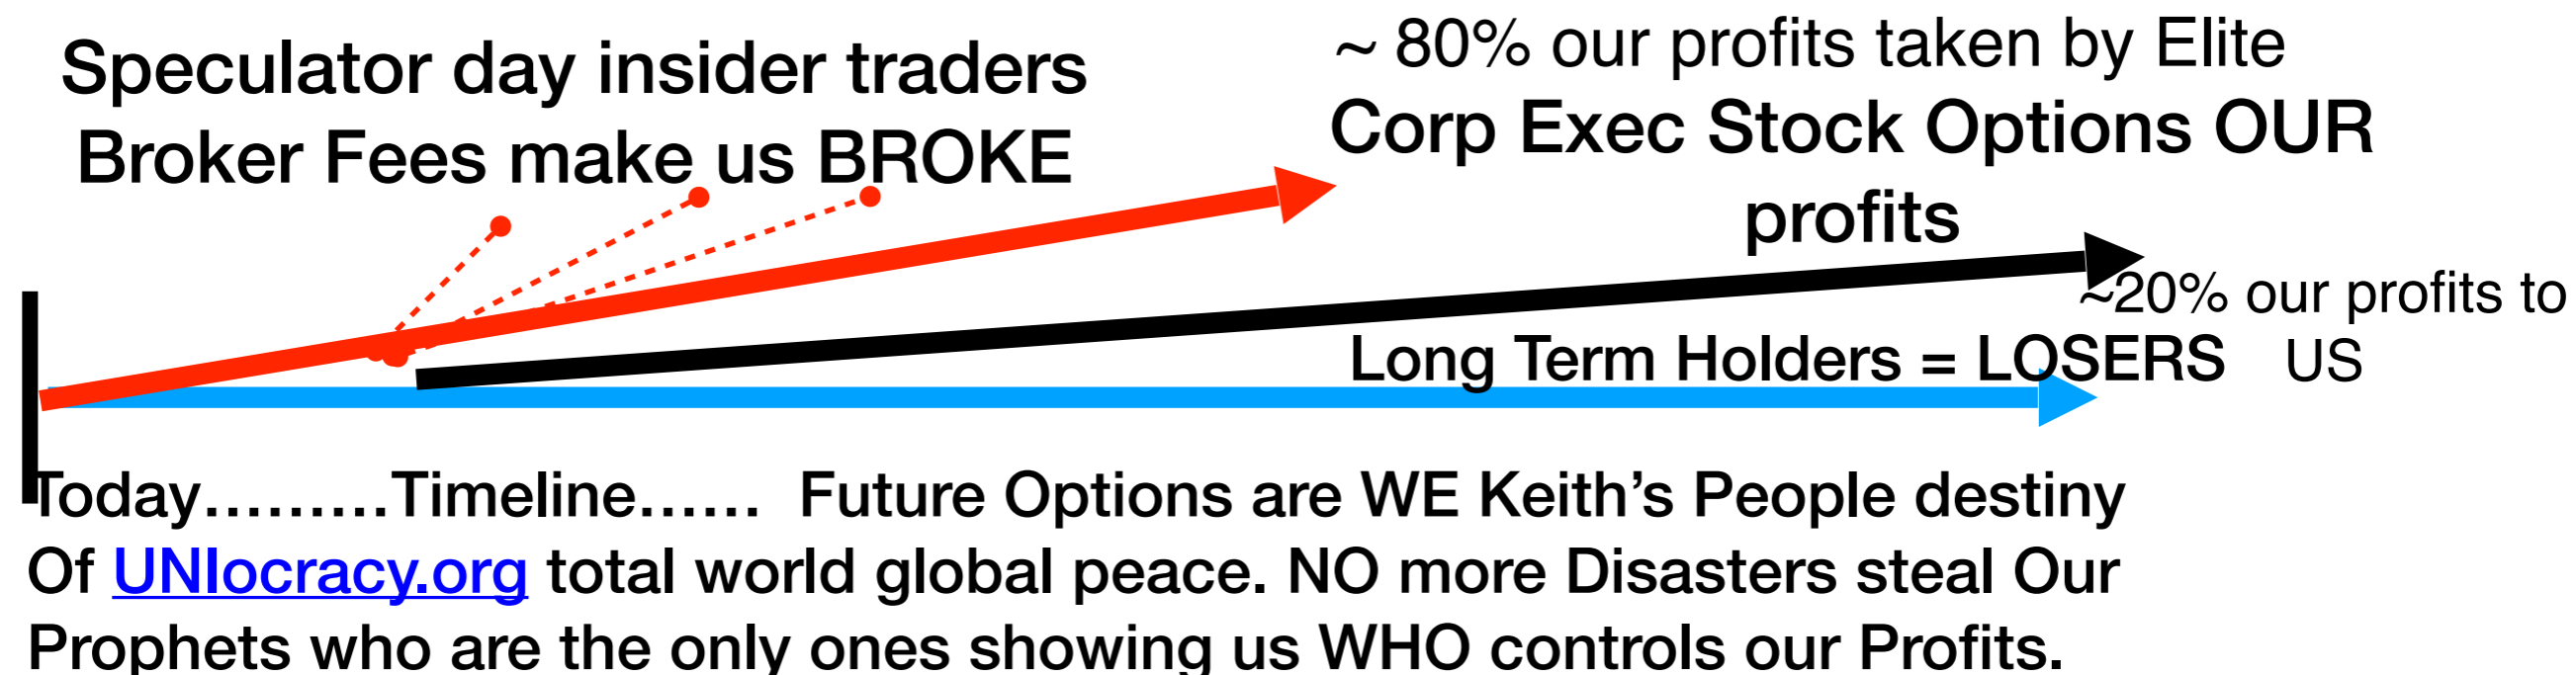 Speculator day insider traders
Broker Fees make us BROKE
~ 80% our profits taken by Elite
Corp Exec Stock Options OUR
profits
~20% our profits to
US
Long Term Holders = LOSERS
Today.........Timeline...... Future Options are WE Keith’s People destiny
Of UNIocracy.org total world global peace. NO more Disasters steal Our
Prophets who are the only ones showing us WHO controls our Profits.